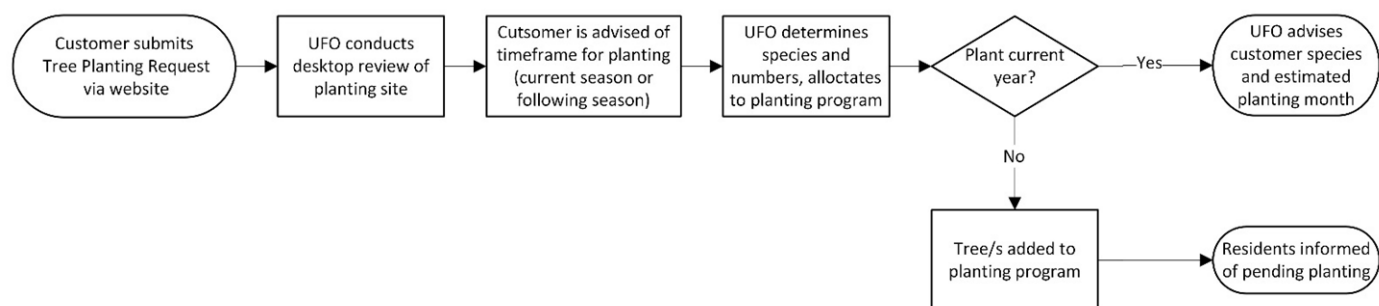 Customer submits
Tree Planting Request
via website
UFO conducts
desktop review of
planting site
Cutsomer is advised of
timeframe for planting
(current season or
following season)
UFO determines
species and
numbers, alloctates
to planting program
Plant current
year?
Yes
UFO advises
customer species
and estimated
planting month
No
Tree/s added to
planting program
Residents informed
of pending planting